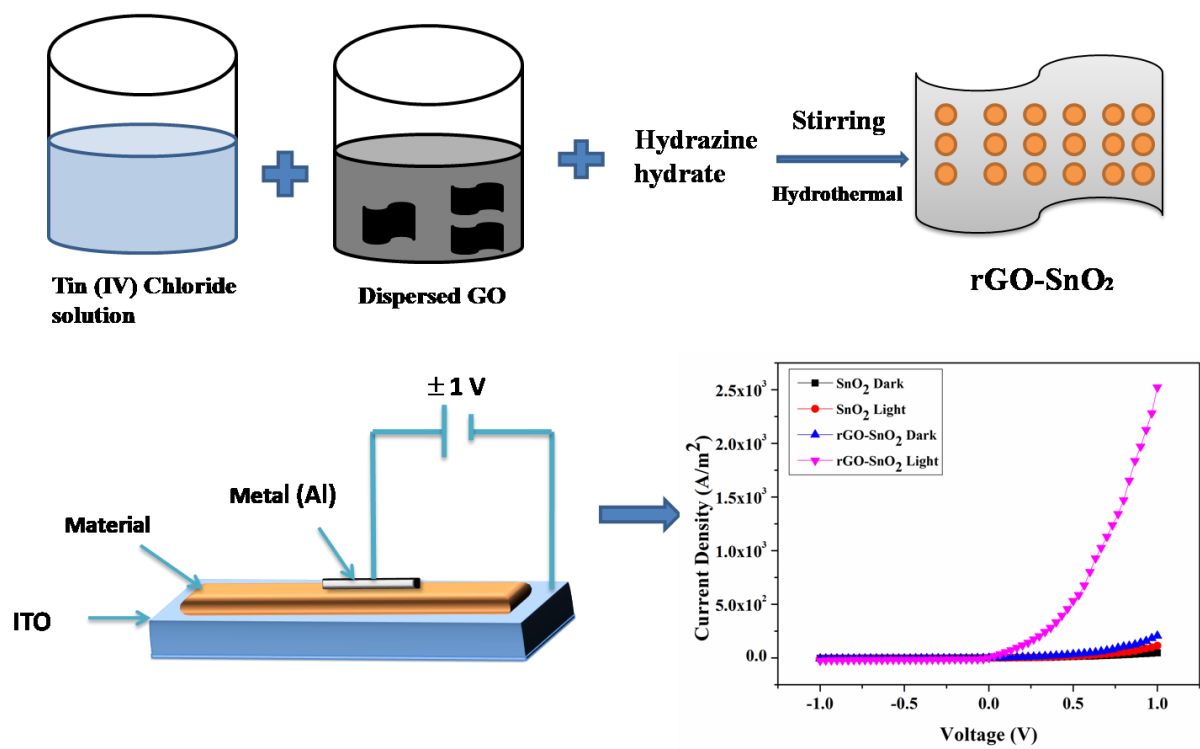 Tin (IV) Chloride
solution
Dispersed GO
Hydrazine
hydrate
Stirring
Hydrothermal
rGO-SnO₂
± 1 V
Metal (Al)
Material
ITO
SnO₂ Dark
SnO₂ Light
rGO-SnO₂ Dark
rGO-SnO₂ Light
Current Density (A/m²)
2.5x10³
2.0x10³
1.5x10³
1.0x10³
5.0x10²
0.0
-1.0 -0.5 0.0 0.5 1.0
Voltage (V)